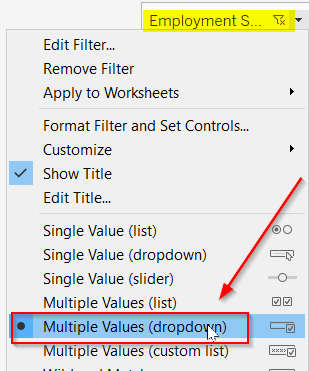 Employment S...
Edit Filter...
Remove Filter
Apply to Worksheets
Format Filter and Set Controls...
Customize
Show Title
Edit Title...
Single Value (list)
Single Value (dropdown)
Single Value (slider)
Multiple Values (list)
Multiple Values (dropdown)
Multiple Values (custom list)